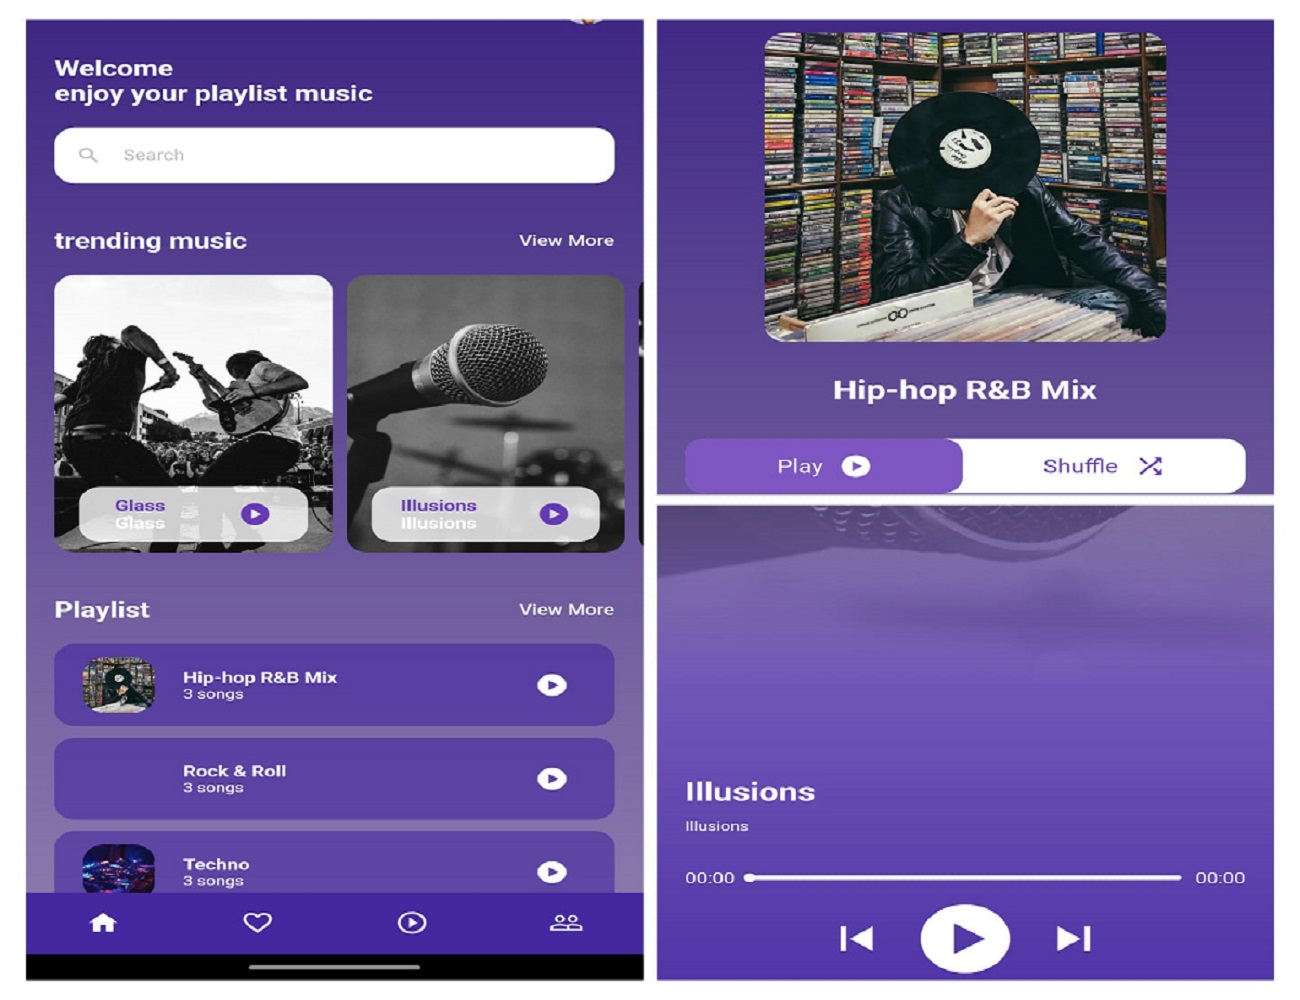 Welcome
enjoy your playlist music
Search
trending music
View More
Glass
Glass
Illusions
Illusions
Playlist
View More
Hip-hop R&B Mix
3 songs
Rock & Roll
3 songs
Techno
3 songs
Hip-hop R&B Mix
Play
Shuffle
Illusions
Illusions
00:00
00:00